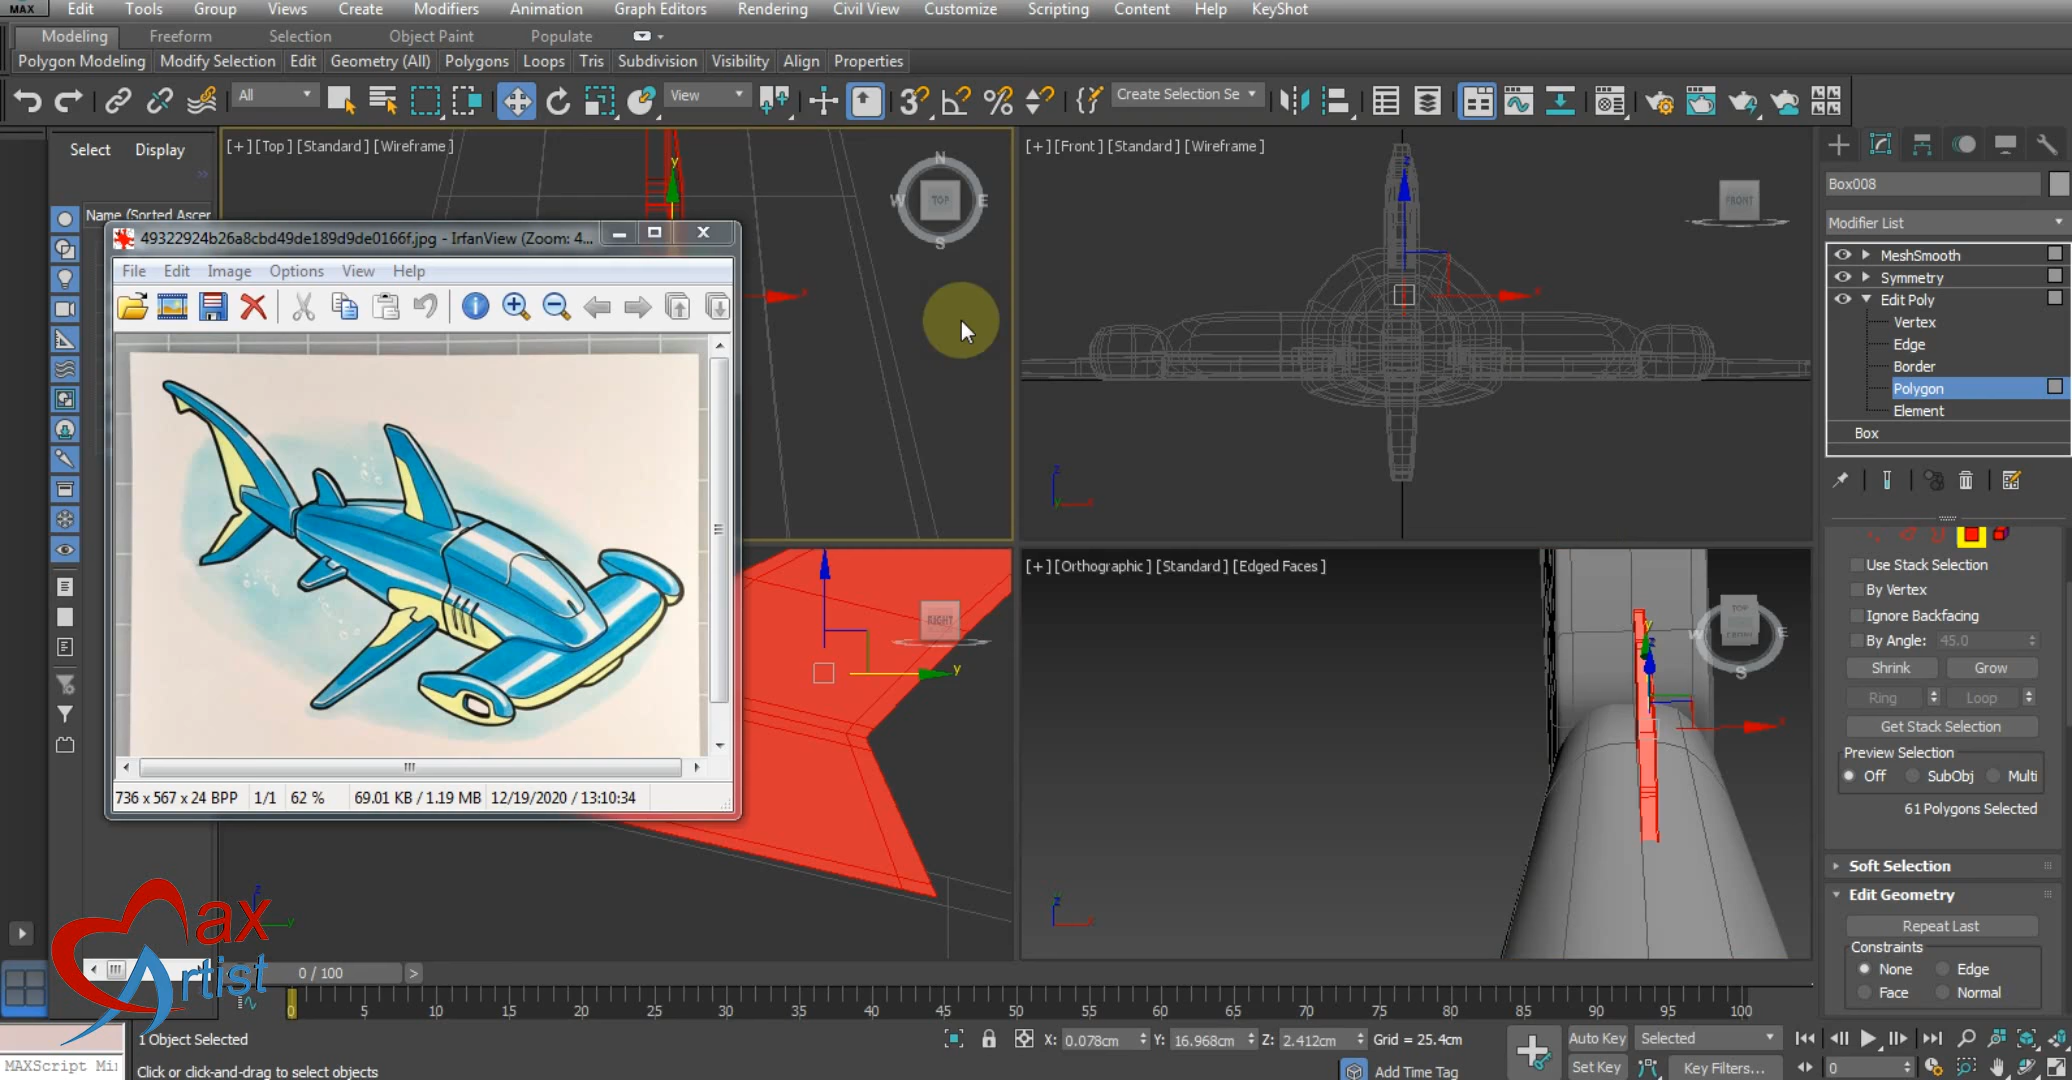 MAX Edit Tools Group Views Create Modifiers Animation Graph Editors Rendering Civil View Customize Scripting Content Help KeyShot
Modeling Freeform Selection Object Paint Populate
Polygon Modeling Modify Selection Edit Geometry (All) Polygons Loops Tris Subdivision Visibility Align Properties
All View Create Selection Se
Select Display
Name (Sorted Ascer
[+] [Top] [Standard] [Wireframe]
y
x
N
W TOP E
S
[+] [Front] [Standard] [Wireframe]
z
x
FRONT
z
x
49322924b26a8cbd49de189d9de0166f.jpg - IrfanView (Zoom: 4...
File Edit Image Options View Help
736 x 567 x 24 BPP 1/1 62 % 69.01 KB / 1.19 MB 12/19/2020 / 13:10:34
RIGHT
y
z
y
[+] [Orthographic] [Standard] [Edged Faces]
TOP
W E
S
y
z
x
z
x
Box008
Modifier List
MeshSmooth
Symmetry
Edit Poly
Vertex
Edge
Border
Polygon
Element
Box
Use Stack Selection
By Vertex
Ignore Backfacing
By Angle: 45.0
Shrink Grow
Ring Loop
Get Stack Selection
Preview Selection
Off SubObj Multi
61 Polygons Selected
Soft Selection
Edit Geometry
Repeat Last
Constraints
None Edge
Face Normal
Max
Artist
0 / 100 >
0 5 10 15 20 25 30 35 40 45 50 55 60 65 70 75 80 85 90 95 100
1 Object Selected X: 0.078cm Y: 16.968cm Z: 2.412cm Grid = 25.4cm Auto Key Selected
MAXScript Mi Click or click-and-drag to select objects Add Time Tag Set Key Key Filters... 0